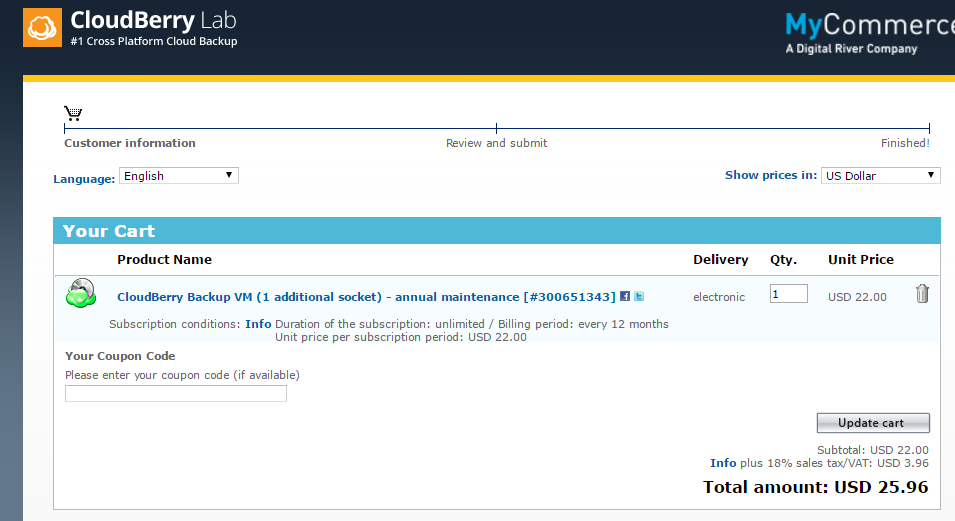 CloudBerry Lab
#1 Cross Platform Cloud Backup
MyCommerce
A Digital River Company
Customer information
Review and submit
Finished!
Language: English
Show prices in: US Dollar
Your Cart
Product Name Delivery Qty. Unit Price
CloudBerry Backup VM (1 additional socket) - annual maintenance [#300651343] electronic 1 USD 22.00
Subscription conditions: Info Duration of the subscription: unlimited / Billing period: every 12 months
Unit price per subscription period: USD 22.00
Your Coupon Code
Please enter your coupon code (if available)
Update cart
Subtotal: USD 22.00
Info plus 18% sales tax/VAT: USD 3.96
Total amount: USD 25.96